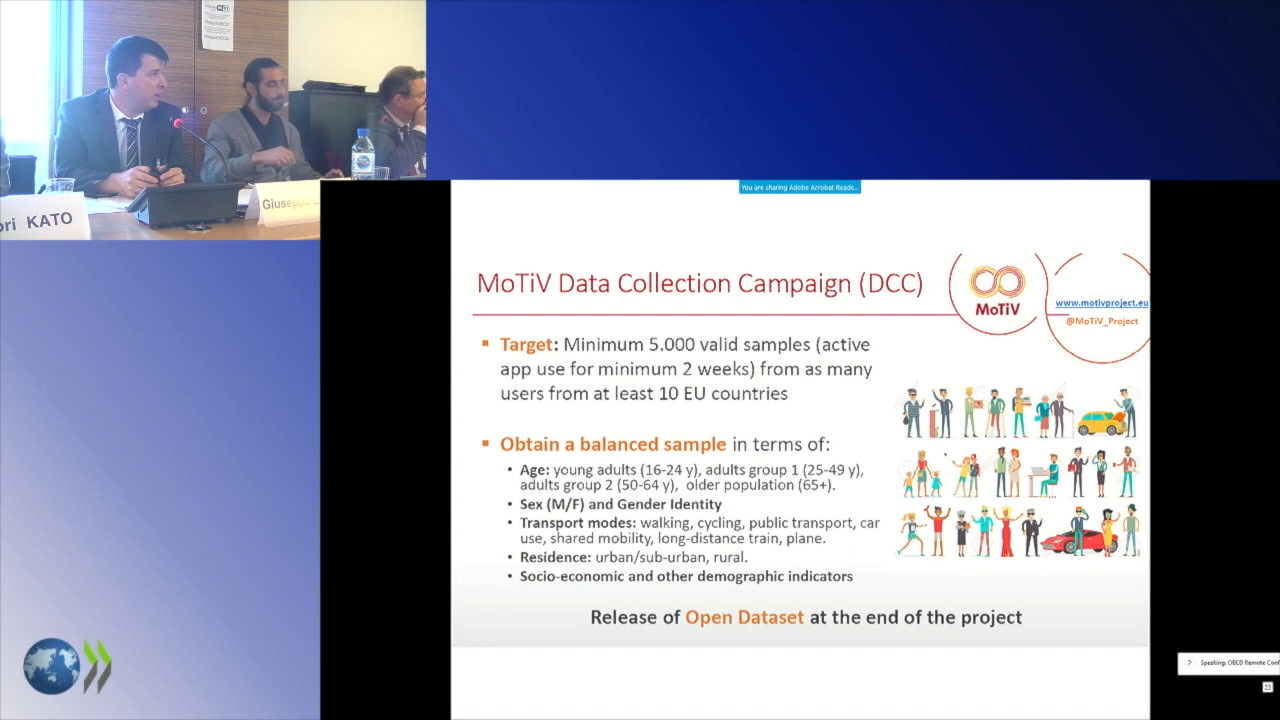 ori KATO
Giuseppe
You are sharing Adobe Acrobat Reade...
MoTiV Data Collection Campaign (DCC)
MoTiV
www.motivproject.eu
@MoTiV_Project
▪ Target: Minimum 5.000 valid samples (active
app use for minimum 2 weeks) from as many
users from at least 10 EU countries
▪ Obtain a balanced sample in terms of:
• Age: young adults (16-24 y), adults group 1 (25-49 y),
adults group 2 (50-64 y), older population (65+).
• Sex (M/F) and Gender Identity
• Transport modes: walking, cycling, public transport, car
use, shared mobility, long-distance train, plane.
• Residence: urban/sub-urban, rural.
• Socio-economic and other demographic indicators
Release of Open Dataset at the end of the project
Speaking: OECD Remote Conf